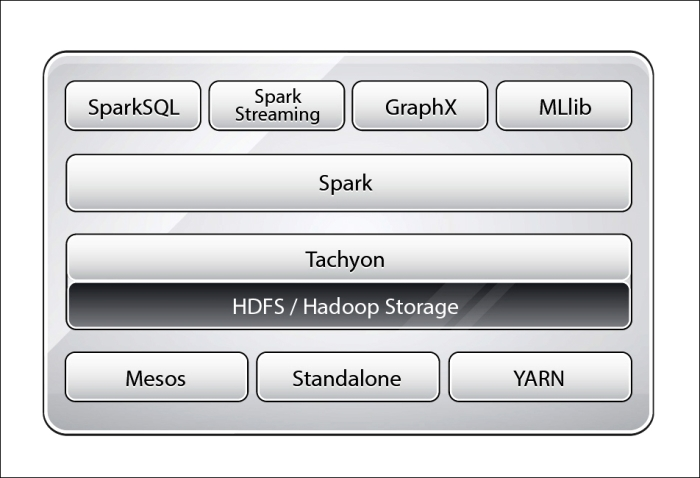 SparkSQL
Spark
Streaming
GraphX
MLlib
Spark
Tachyon
HDFS / Hadoop Storage
Mesos
Standalone
YARN